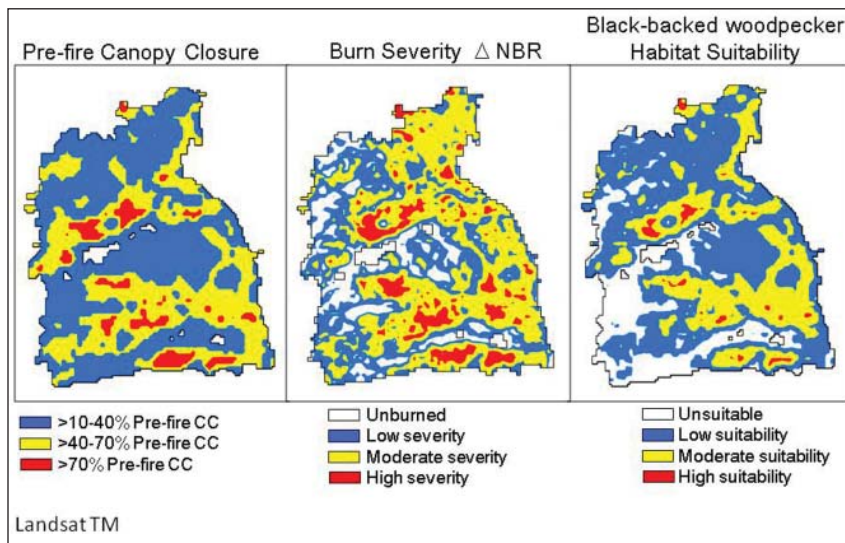 Pre-fire Canopy Closure
Burn Severity △ NBR
Black-backed woodpecker
Habitat Suitability
>10-40% Pre-fire CC
>40-70% Pre-fire CC
>70% Pre-fire CC
Unburned
Low severity
Moderate severity
High severity
Unsuitable
Low suitability
Moderate suitability
High suitability
Landsat TM